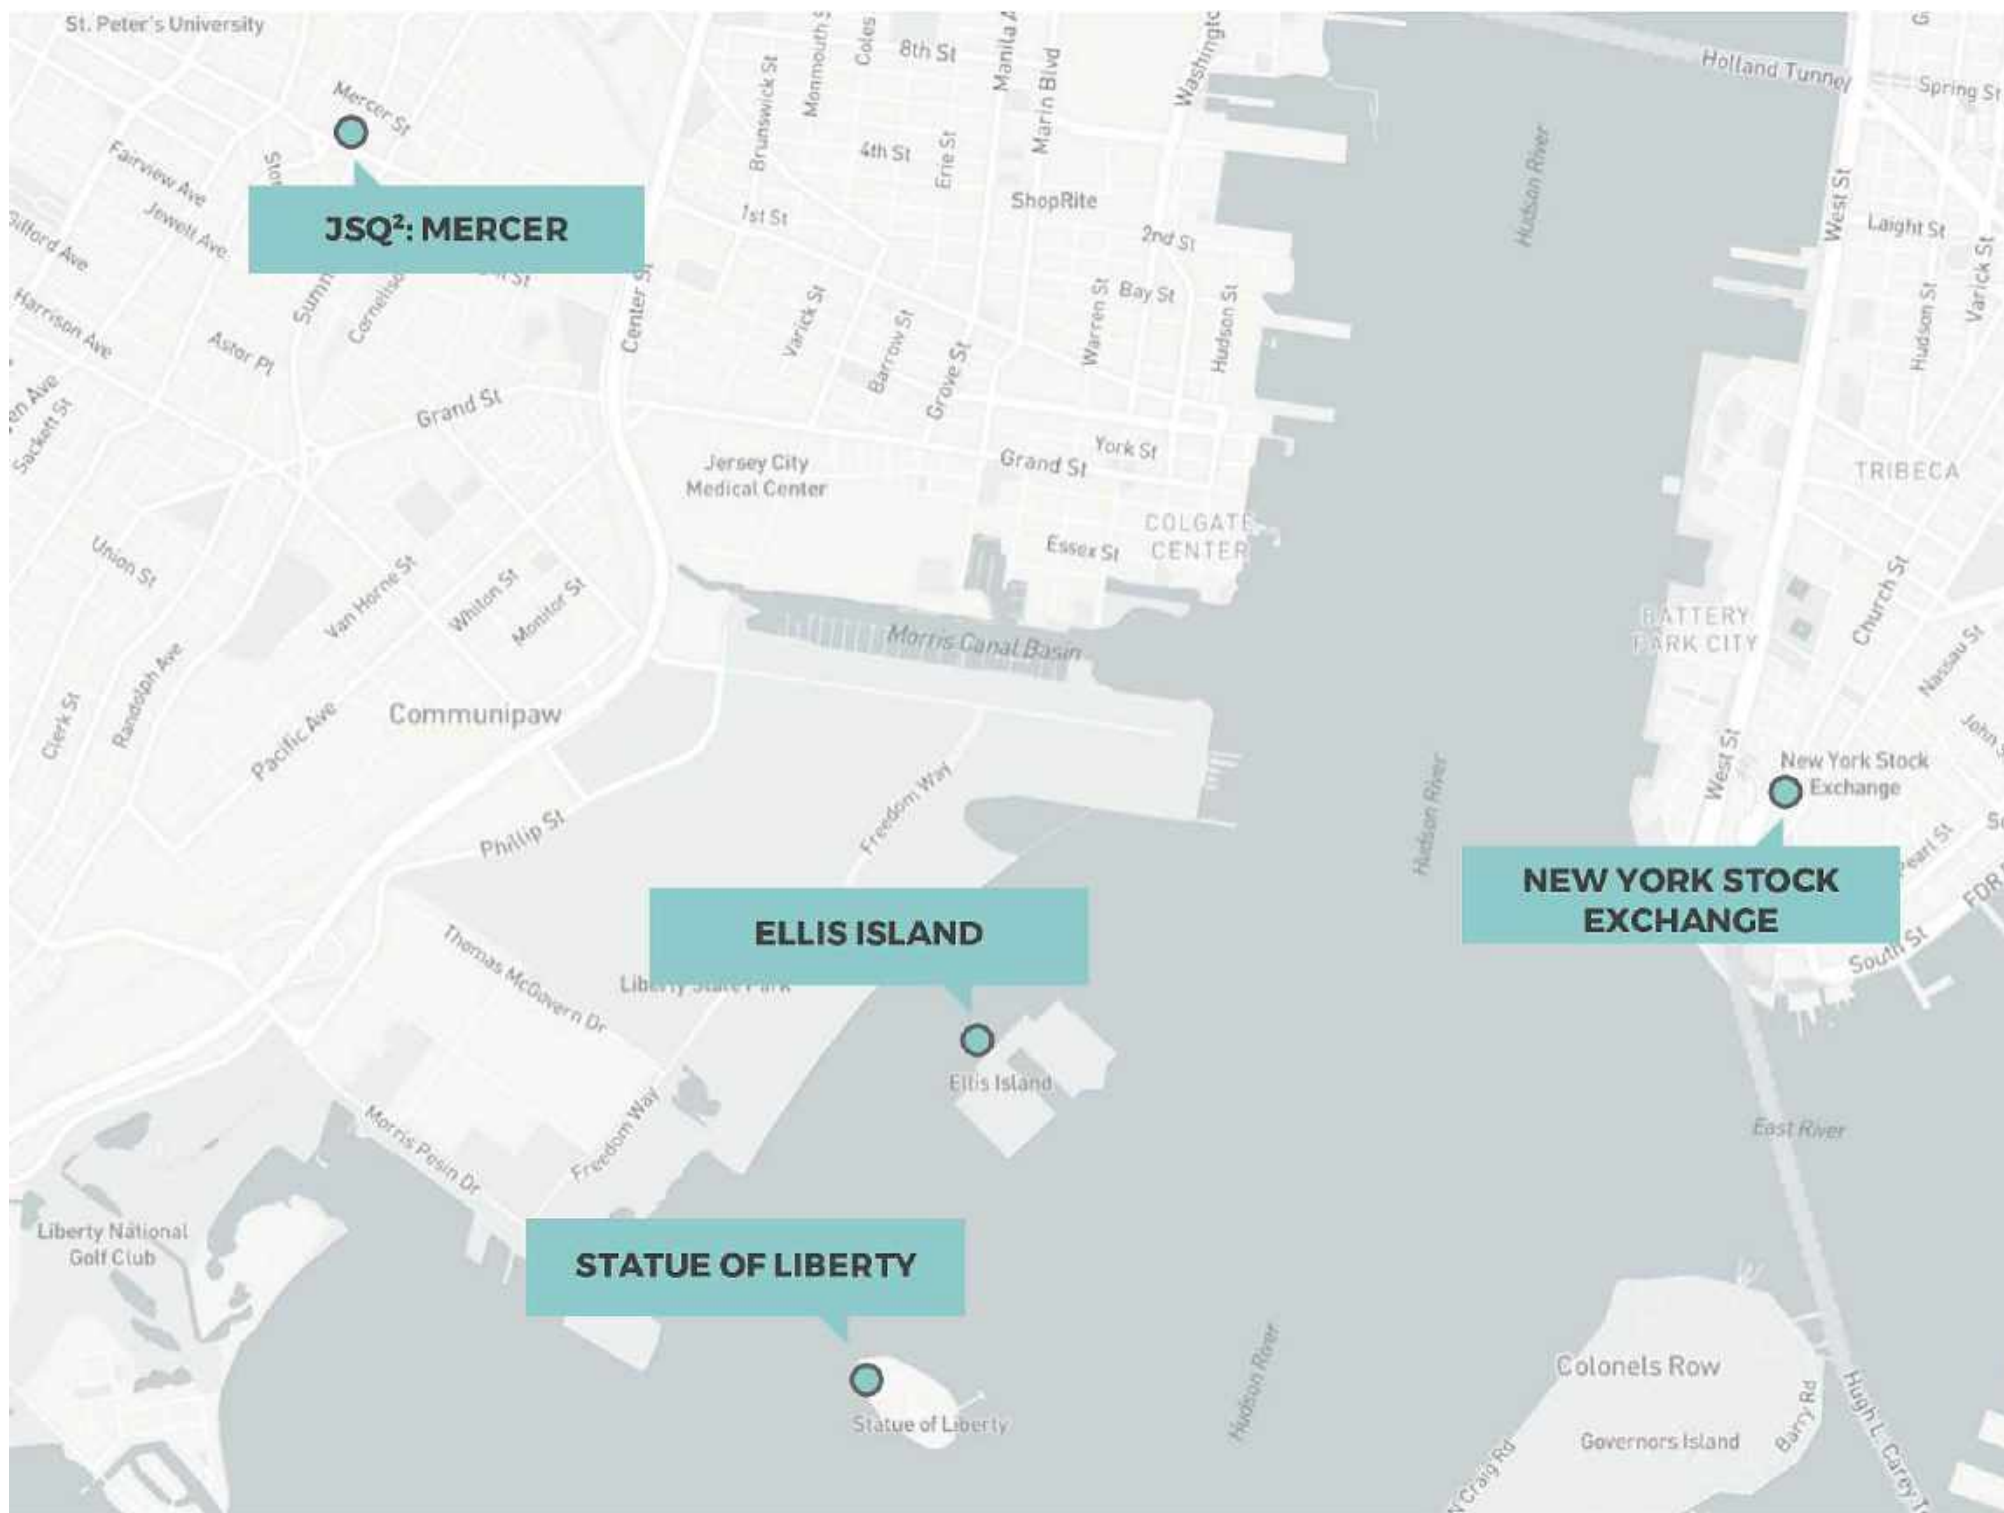 St. Peter's University
Mercer St
Fairview Ave
Jewett Ave
Gifford Ave
Harrison Ave
Astor Pl
Sackett St
Grand St
Center St
JSQ²: MERCER
Coles
8th St
Brunswick St
4th St
Erie St
Marin Blvd
ShopRite
1st St
2nd St
Bay St
Varick St
Barrow St
Grove St
Warren St
Hudson St
York St
Grand St
Jersey City
Medical Center
Essex St
COLGATE
CENTER
Hudson River
Holland Tunnel
Spring St
West St
Laight St
Varick St
Hudson St
TRIBECA
Church St
BATTERY
PARK CITY
Nassau St
West St
New York Stock
Exchange
NEW YORK STOCK
EXCHANGE
Pearl St
South St
Union St
Van Horne St
Whiton St
Monitor St
Clerk St
Randolph Ave
Pacific Ave
Communipaw
Morris Canal Basin
Phillip St
Freedom Way
Hudson River
ELLIS ISLAND
Thomas McGovern Dr
Ellis Island
Morris Pesin Dr
Freedom Way
East River
Liberty National
Golf Club
STATUE OF LIBERTY
Statue of Liberty
Hudson River
Colonels Row
Governors Island
Barry Rd
Craig Rd
Hugh L. Carey